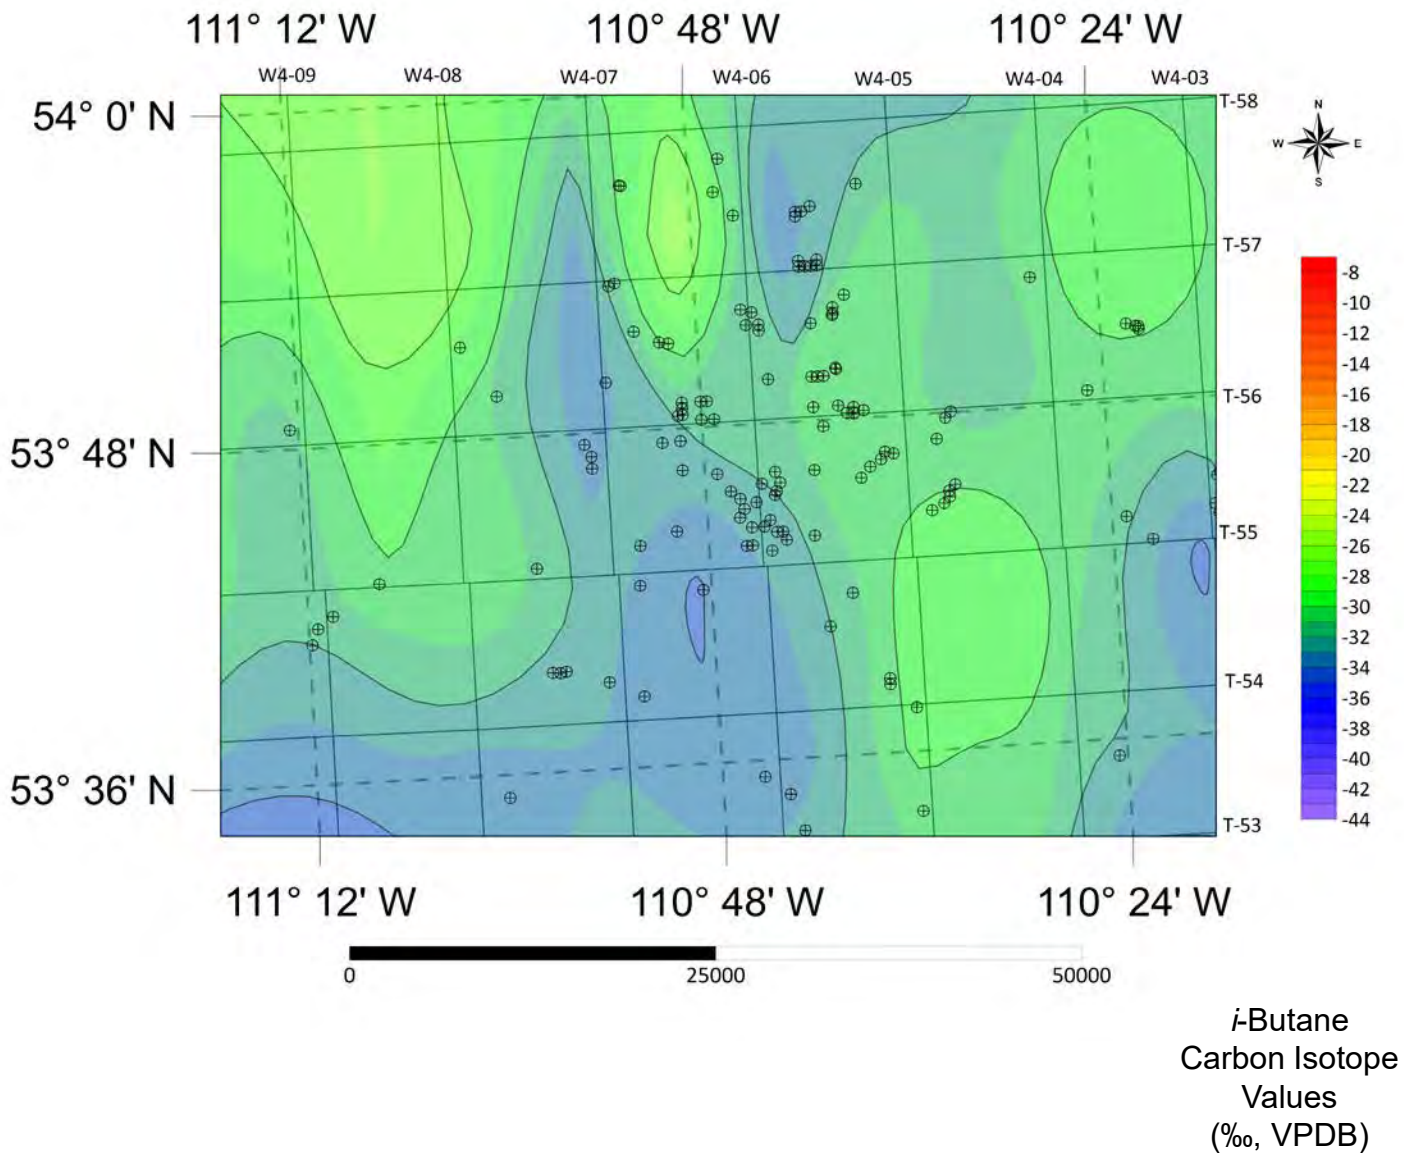 111° 12' W 110° 48' W 110° 24' W
W4-09 W4-08 W4-07 W4-06 W4-05 W4-04 W4-03
54° 0' N
53° 48' N
53° 36' N
T-58
T-57
T-56
T-55
T-54
T-53
N
W E
S
-8
-10
-12
-14
-16
-18
-20
-22
-24
-26
-28
-30
-32
-34
-36
-38
-40
-42
-44
111° 12' W 110° 48' W 110° 24' W
0 25000 50000
i-Butane
Carbon Isotope
Values
(‰, VPDB)